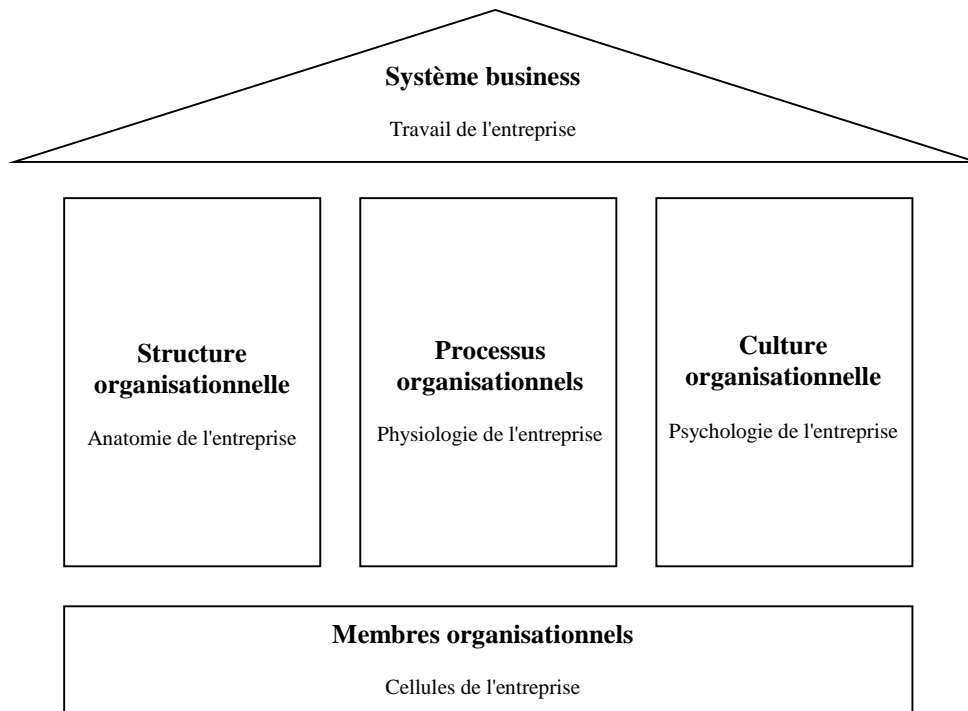 Système business
Travail de l'entreprise
Structure
organisationnelle
Anatomie de l'entreprise
Processus
organisationnels
Physiologie de l'entreprise
Culture
organisationnelle
Psychologie de l'entreprise
Membres organisationnels
Cellules de l'entreprise